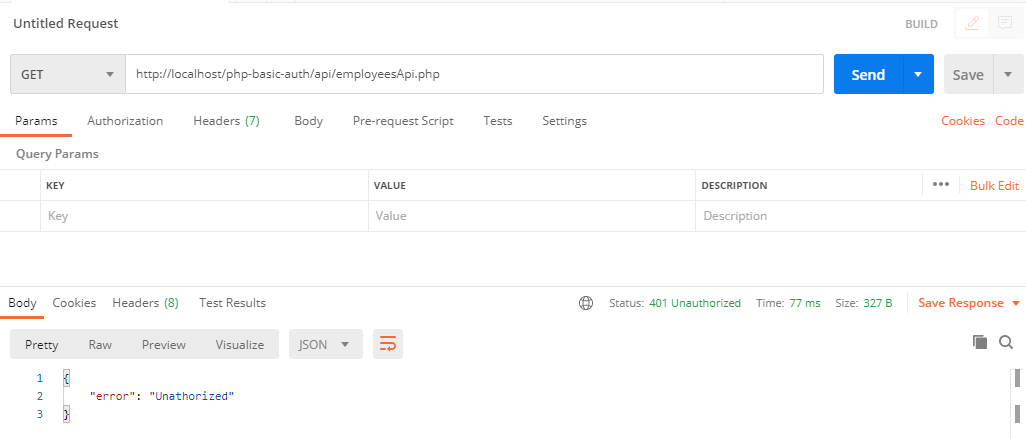 Untitled Request BUILD
GET http://localhost/php-basic-auth/api/employeesApi.php Send Save
Params Authorization Headers (7) Body Pre-request Script Tests Settings Cookies Code
Query Params
KEY VALUE DESCRIPTION ••• Bulk Edit
Key Value Description
Body Cookies Headers (8) Test Results Status: 401 Unauthorized Time: 77 ms Size: 327 B Save Response
Pretty Raw Preview Visualize JSON
1 {
2 "error": "Unathorized"
3 }